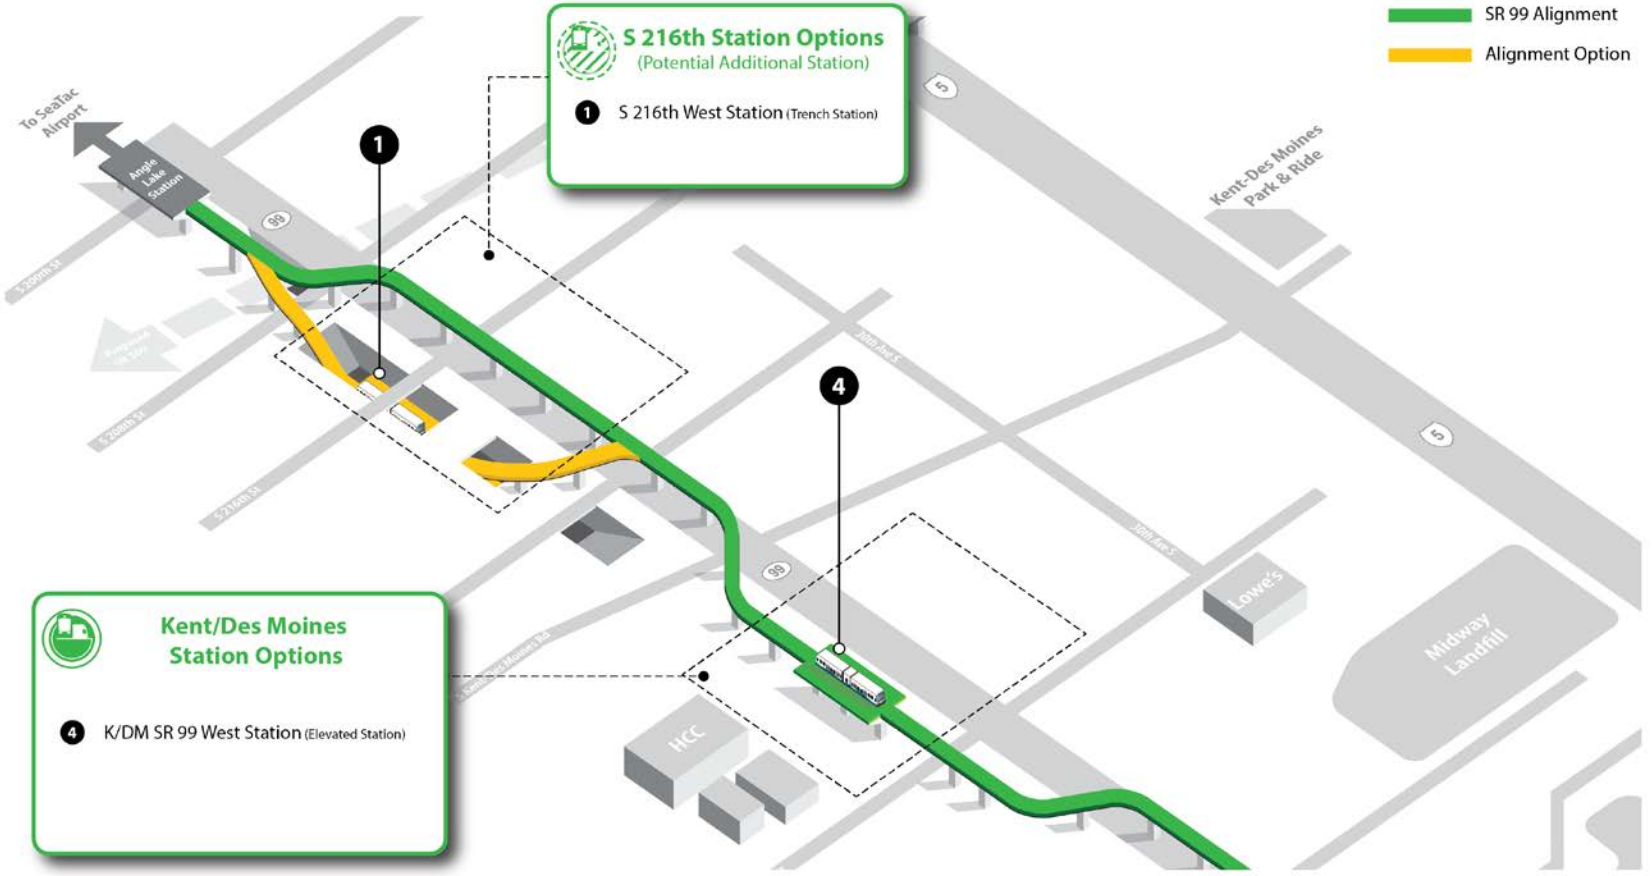 SR 99 Alignment
Alignment Option
S 216th Station Options
(Potential Additional Station)
1 S 216th West Station (Trench Station)
To SeaTac
Airport
Angle
Lake
Station
1
99
5
Kent-Des Moines
Park & Ride
S 200th St
S 208th St
S 216th St
30th Ave S
4
5
30th Ave S
99
Lowe's
Midway
Landfill
Kent/Des Moines
Station Options
4 K/DM SR 99 West Station (Elevated Station)
S Kent-Des Moines Rd
HCC